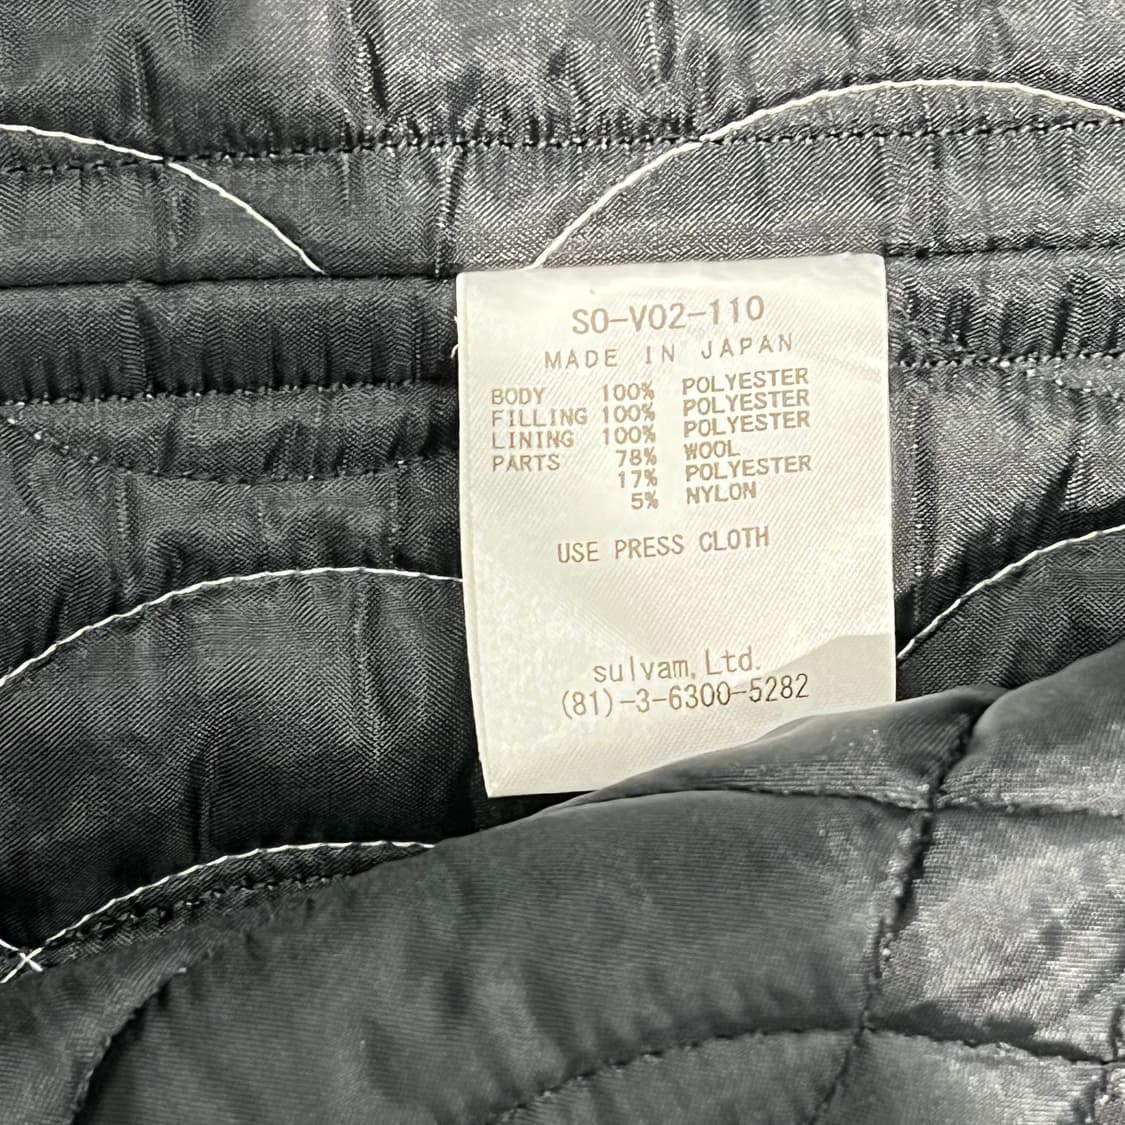 SO-V02-110
MADE IN JAPAN
BODY 100% POLYESTER
FILLING 100% POLYESTER
LINING 100% POLYESTER
PARTS 78% WOOL
17% POLYESTER
5% NYLON
USE PRESS CLOTH
sulvam, Ltd.
(81)-3-6300-5282